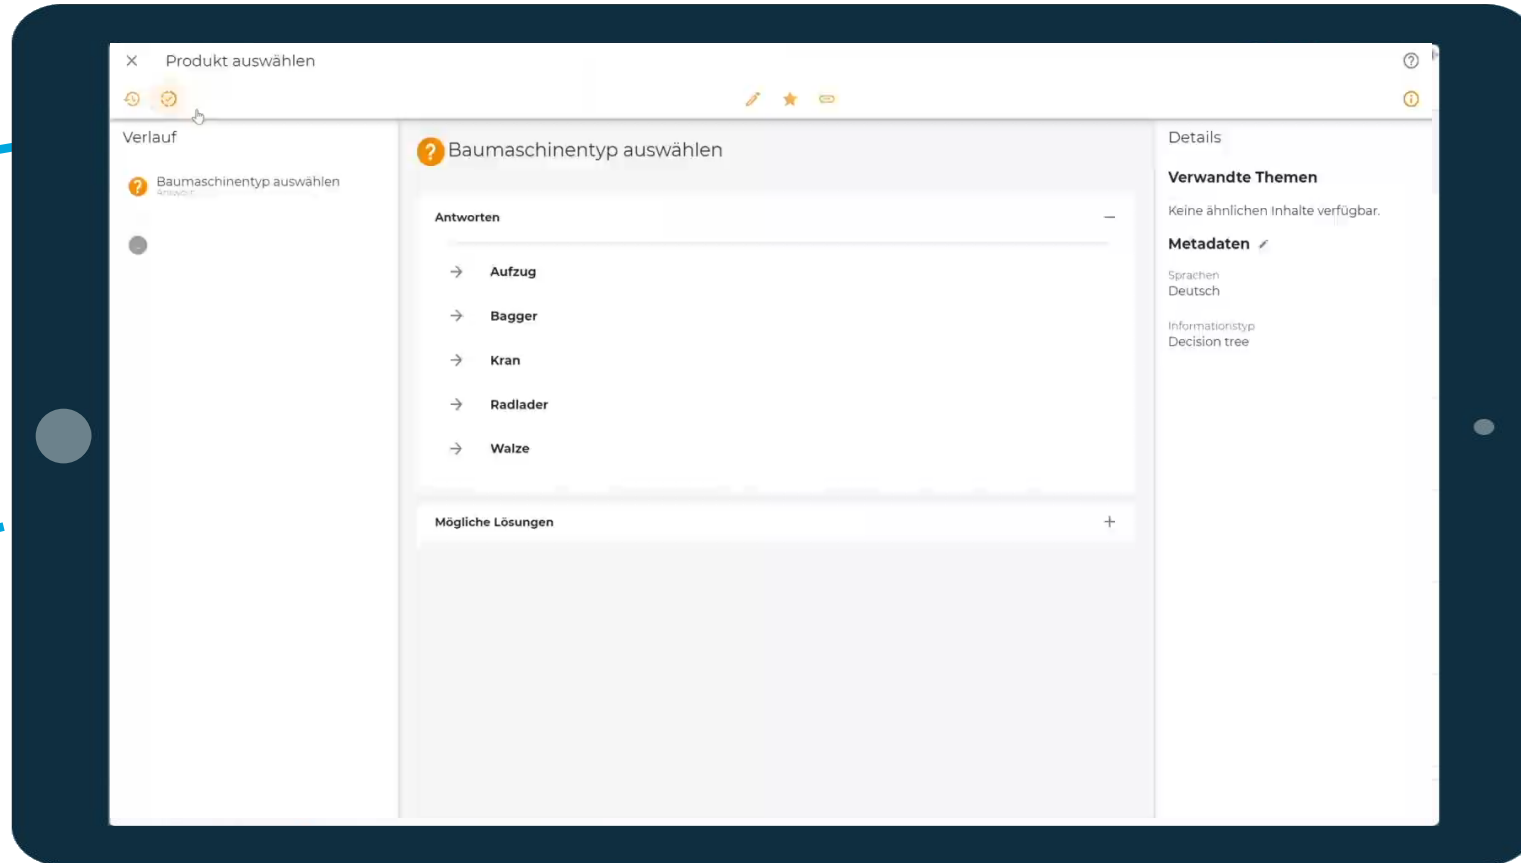 Produkt auswählen
Verlauf
Baumaschinentyp auswählen
Answer
Baumaschinentyp auswählen
Antworten
Aufzug
Bagger
Kran
Radlader
Walze
Mögliche Lösungen
Details
Verwandte Themen
Keine ähnlichen Inhalte verfügbar.
Metadaten
Sprachen
Deutsch
Informationstyp
Decision tree